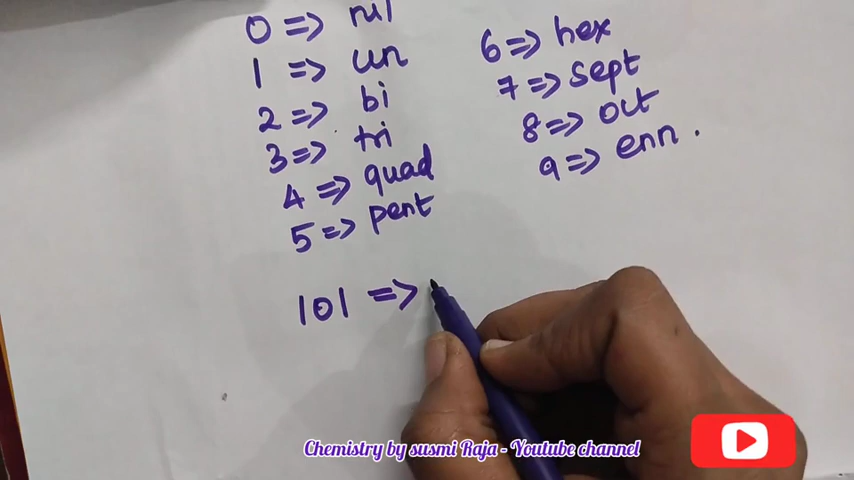 0 => nil
1 => un
2 => bi
3 => tri
4 => quad
5 => pent
6 => hex
7 => sept
8 => oct
9 => enn.
101 =>
Chemistry by susmi Raja - Youtube channel